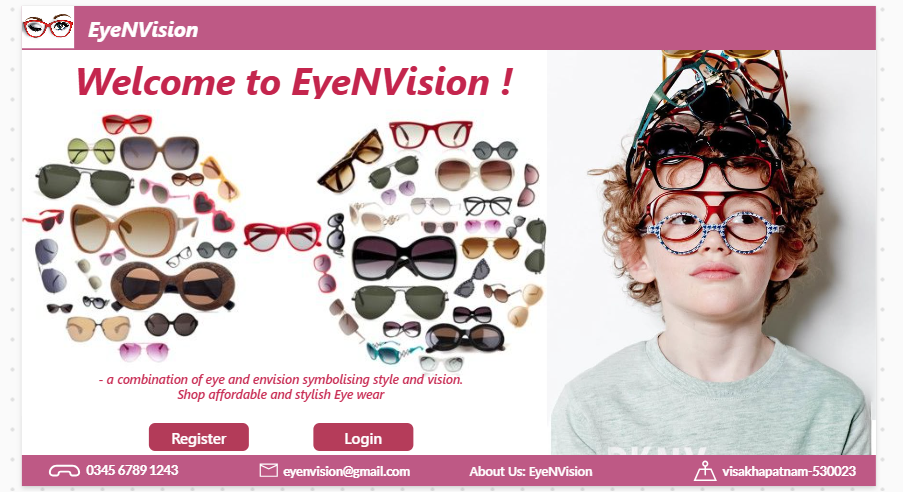 EyeNVision
Welcome to EyeNVision !
- a combination of eye and envision symbolising style and vision.
Shop affordable and stylish Eye wear
Register
Login
0345 6789 1243
eyenvision@gmail.com
About Us: EyeNVision
visakhapatnam-530023